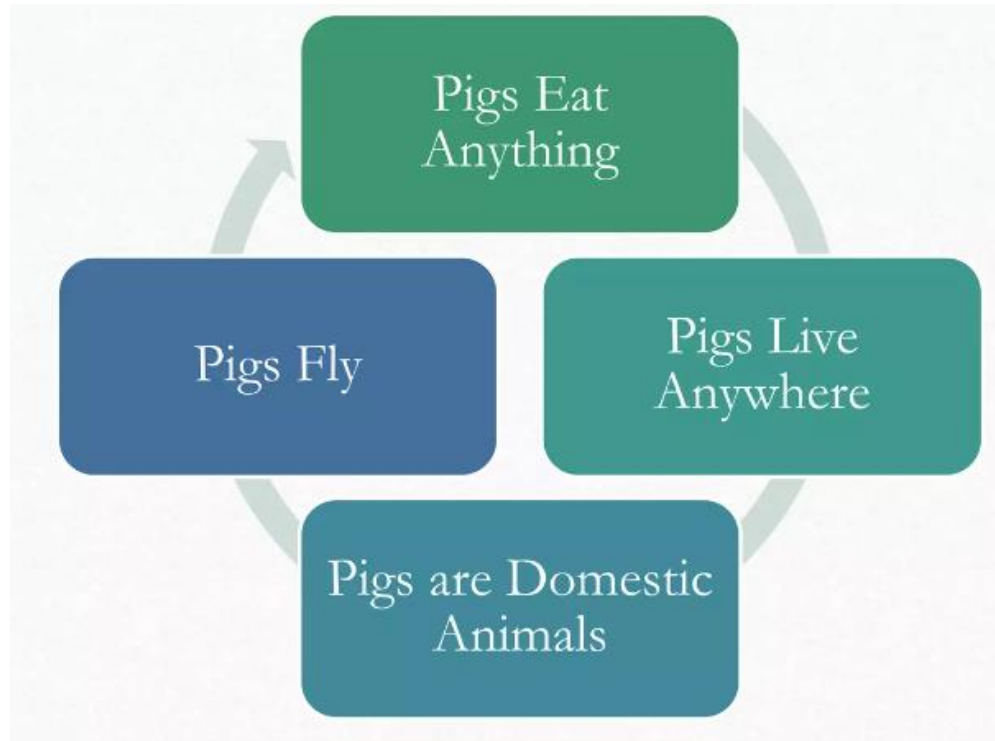 Pigs Eat
Anything
Pigs Live
Anywhere
Pigs are Domestic
Animals
Pigs Fly